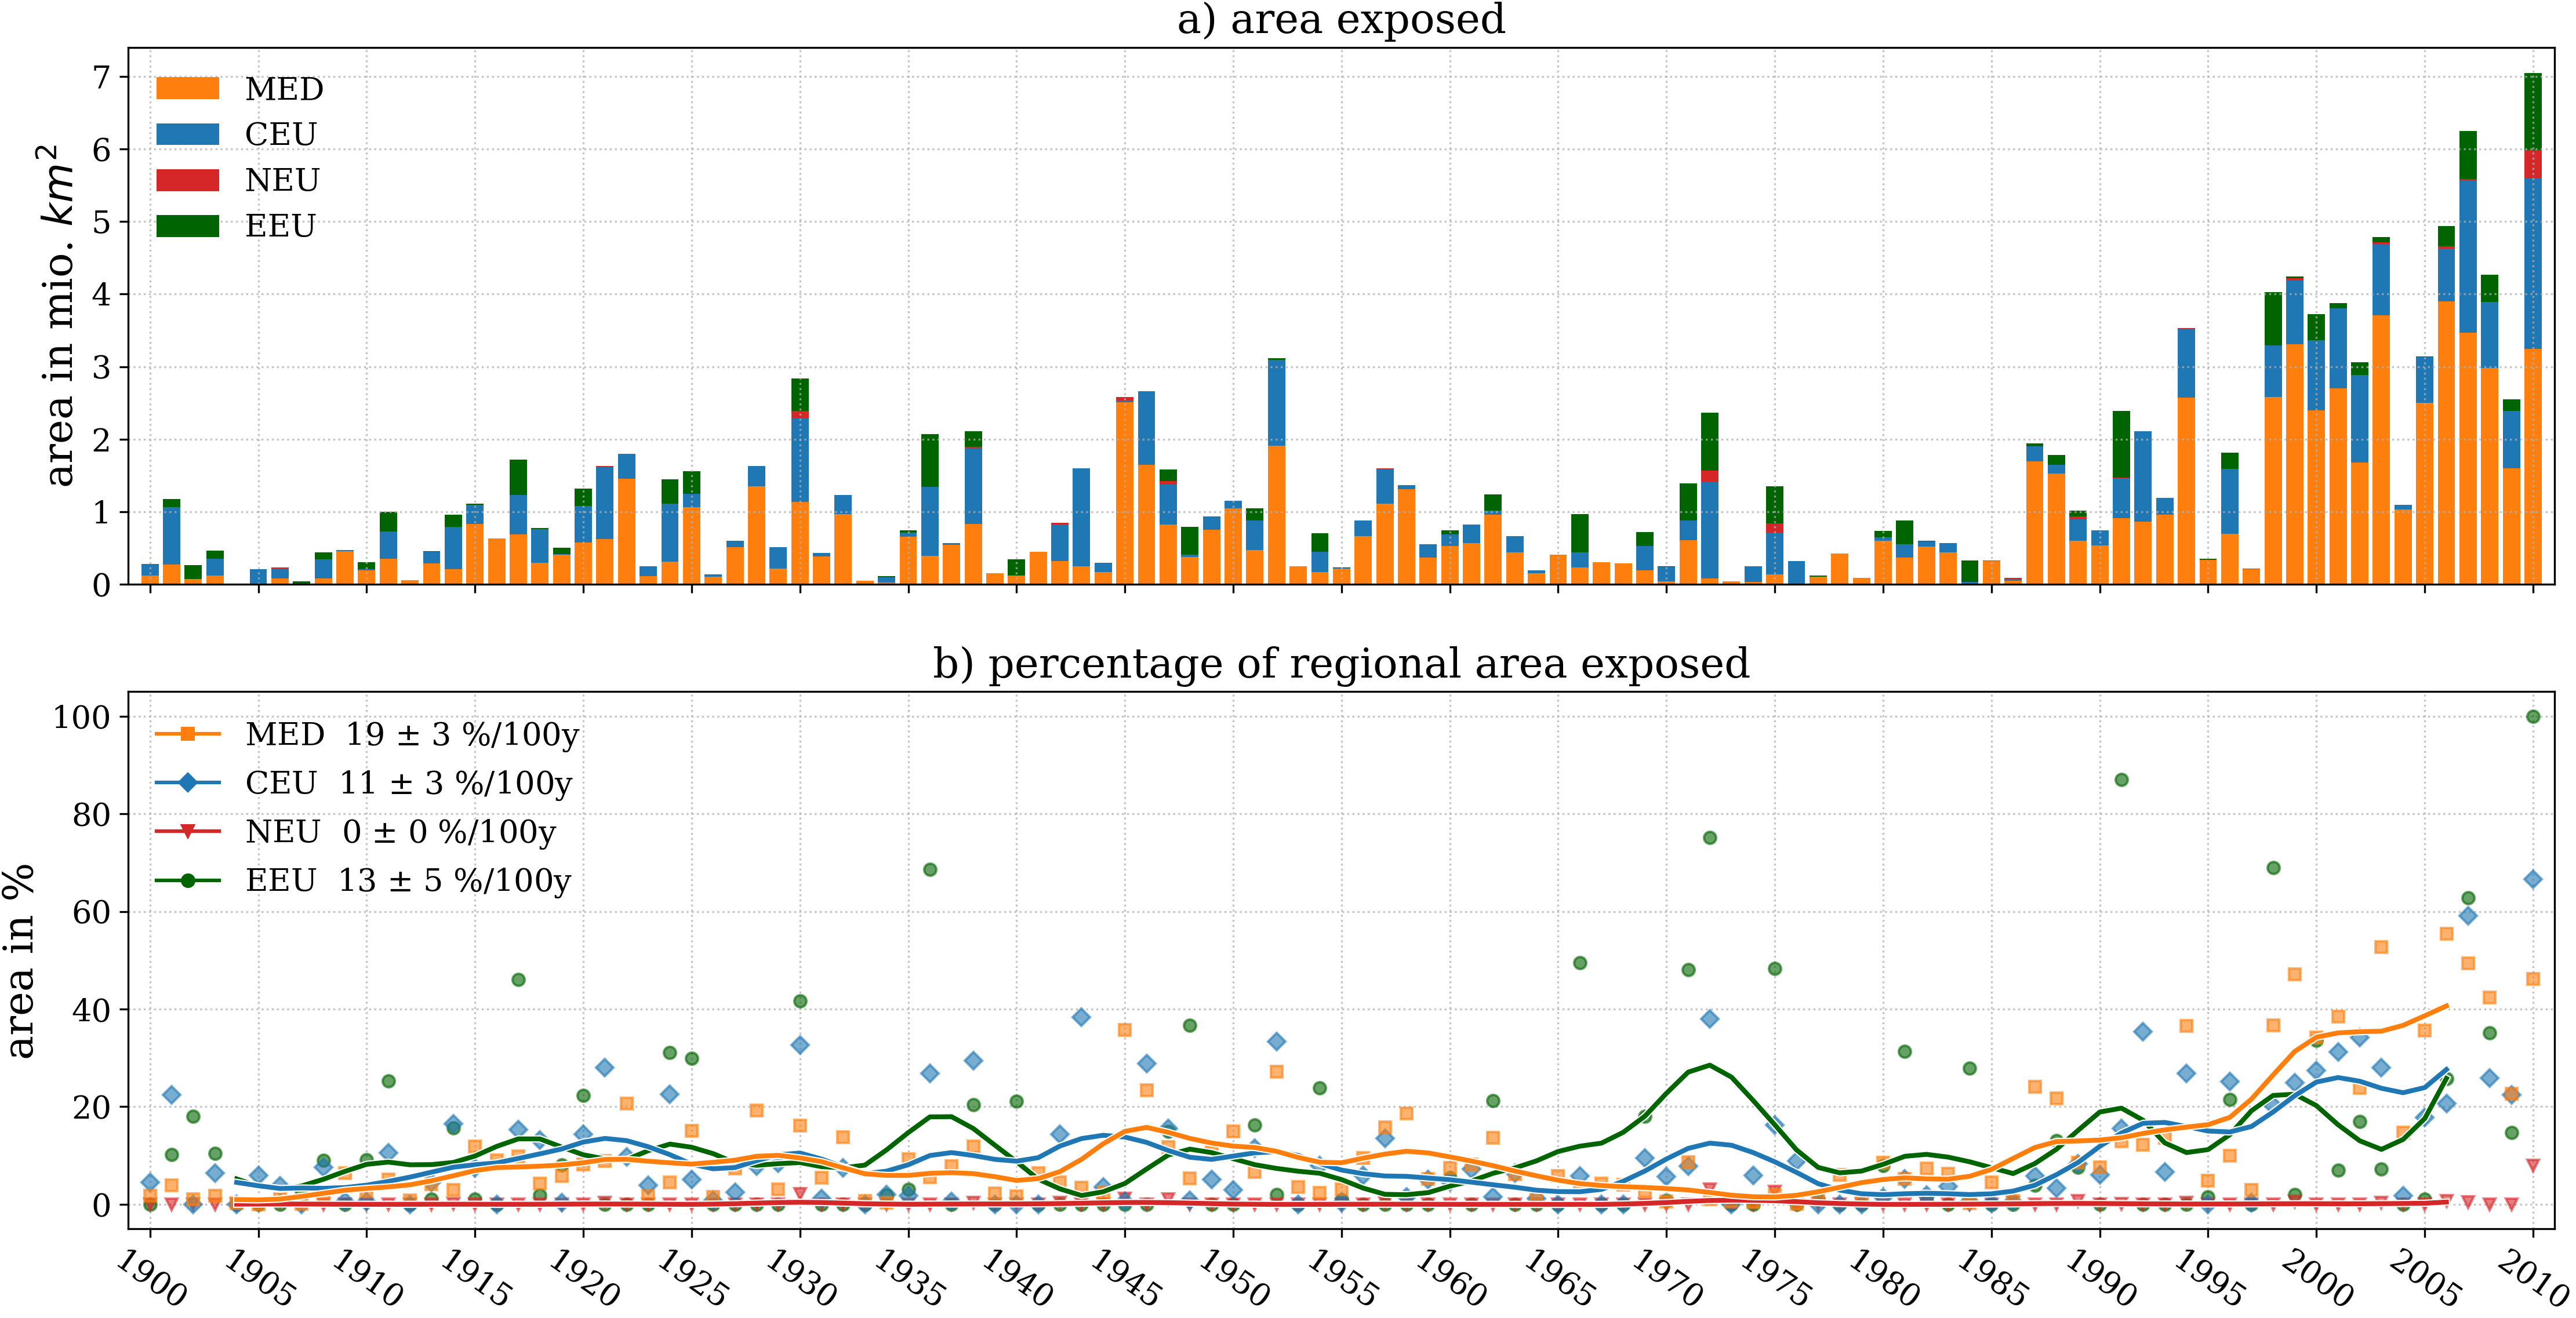 a) area exposed
area in mio. km²
7
6
5
4
3
2
1
0
MED
CEU
NEU
EEU
b) percentage of regional area exposed
area in %
100
80
60
40
20
0
MED 19 ± 3 %/100y
CEU 11 ± 3 %/100y
NEU 0 ± 0 %/100y
EEU 13 ± 5 %/100y
1900 1905 1910 1915 1920 1925 1930 1935 1940 1945 1950 1955 1960 1965 1970 1975 1980 1985 1990 1995 2000 2005 2010